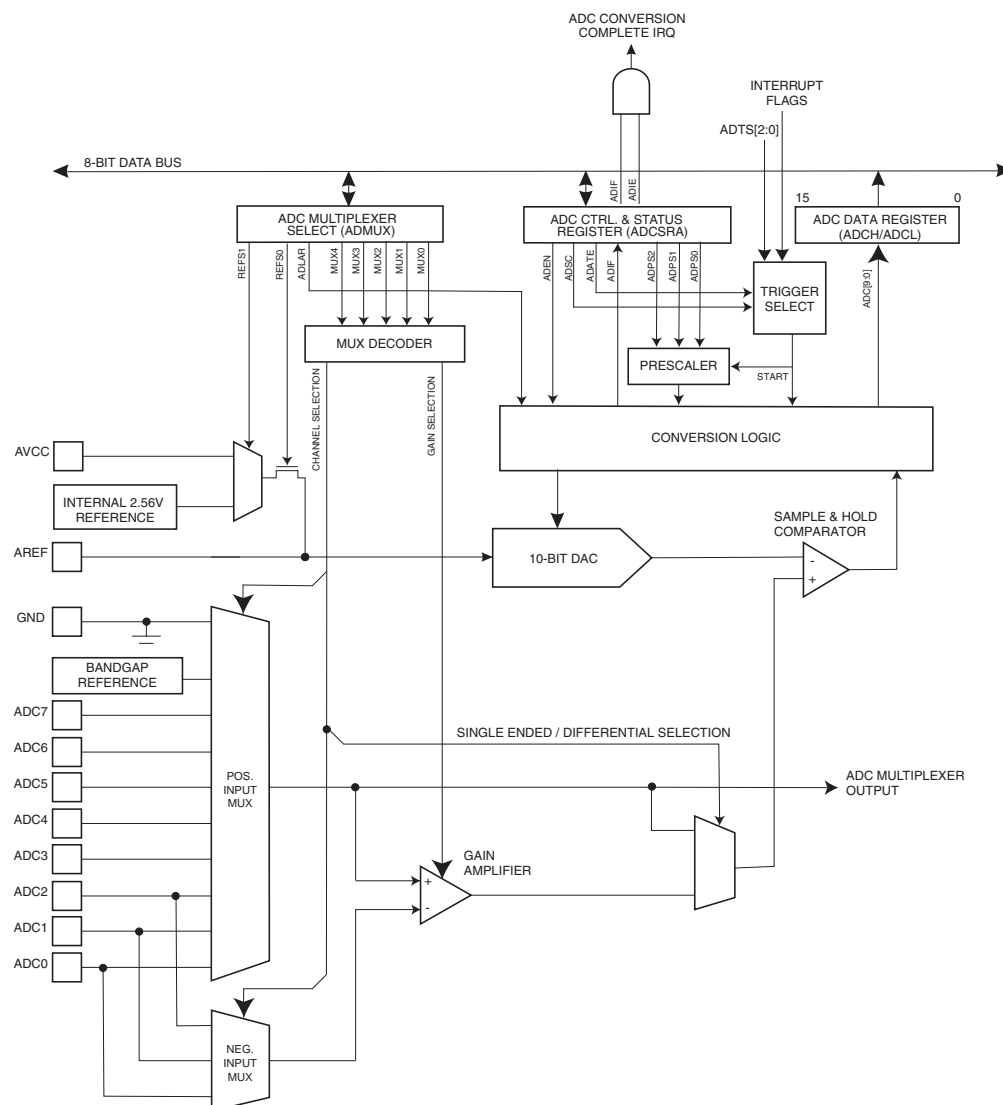 ADC CONVERSION
COMPLETE IRQ
INTERRUPT
FLAGS
ADTS[2:0]
8-BIT DATA BUS
ADIF
ADIE
15
0
ADC MULTIPLEXER
SELECT (ADMUX)
ADC CTRL. & STATUS
REGISTER (ADCSRA)
ADC DATA REGISTER
(ADCH/ADCL)
REFS1
REFS0
ADLAR
MUX4
MUX3
MUX2
MUX1
MUX0
ADEN
ADSC
ADATE
ADIF
ADPS2
ADPS1
ADPS0
ADC[9:0]
TRIGGER
SELECT
MUX DECODER
PRESCALER
START
CHANNEL SELECTION
GAIN SELECTION
CONVERSION LOGIC
AVCC
INTERNAL 2.56V
REFERENCE
SAMPLE & HOLD
COMPARATOR
AREF
10-BIT DAC
-
+
GND
BANDGAP
REFERENCE
ADC7
SINGLE ENDED / DIFFERENTIAL SELECTION
ADC6
ADC5
POS.
INPUT
MUX
ADC MULTIPLEXER
OUTPUT
ADC4
ADC3
GAIN
AMPLIFIER
ADC2
+
-
ADC1
ADC0
NEG.
INPUT
MUX